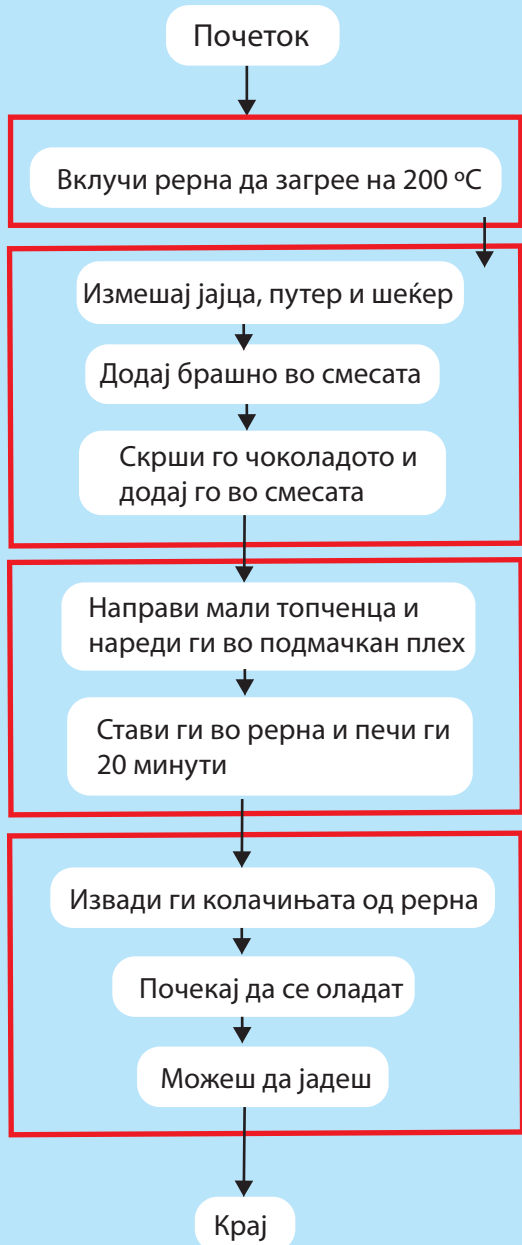 Почеток
Вклучи рерна да загрее на 200 ºC
Измешај јајца, путер и шеќер
Додај брашно во смесата
Скрши го чоколадото и
додај го во смесата
Направи мали топченца и
нареди ги во подмачкан плех
Стави ги во рерна и печи ги
20 минути
Извади ги колачињата од рерна
Почекај да се оладат
Можеш да јадеш
Крај